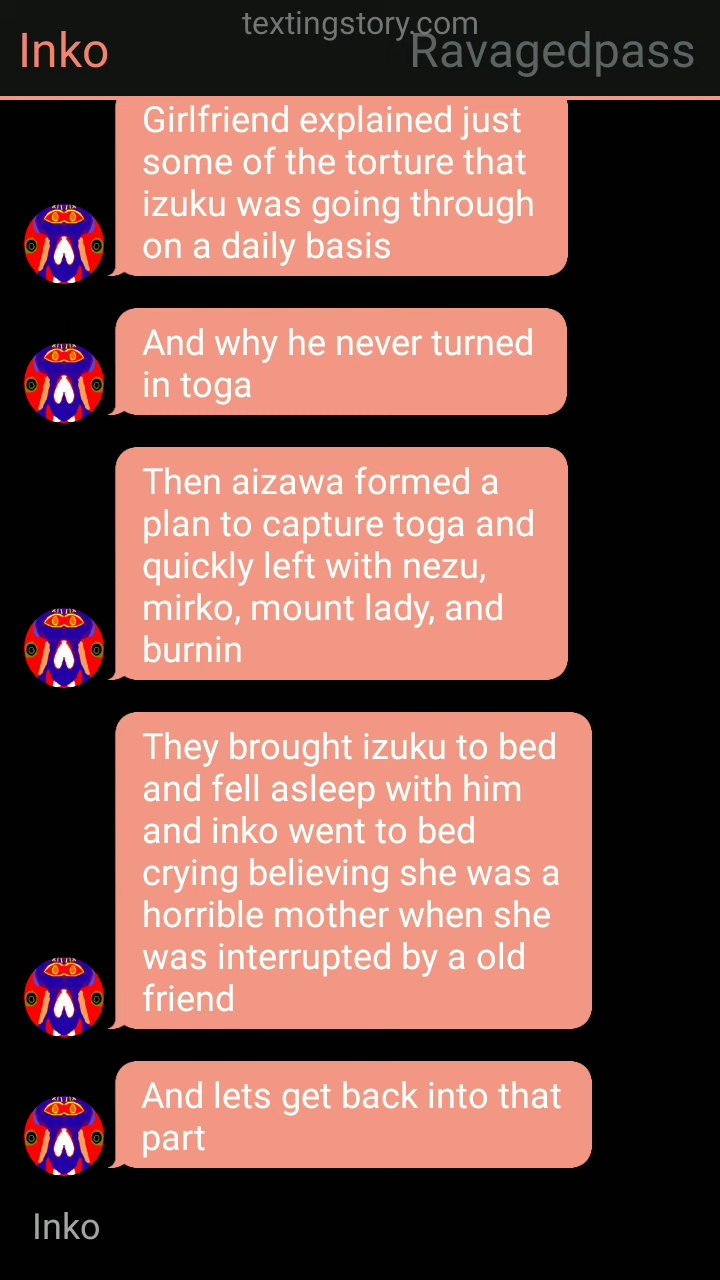 textingstory.com
Inko
Ravagedpass
Girlfriend explained just
some of the torture that
izuku was going through
on a daily basis
And why he never turned
in toga
Then aizawa formed a
plan to capture toga and
quickly left with nezu,
mirko, mount lady, and
burnin
They brought izuku to bed
and fell asleep with him
and inko went to bed
crying believing she was a
horrible mother when she
was interrupted by a old
friend
And lets get back into that
part
Inko